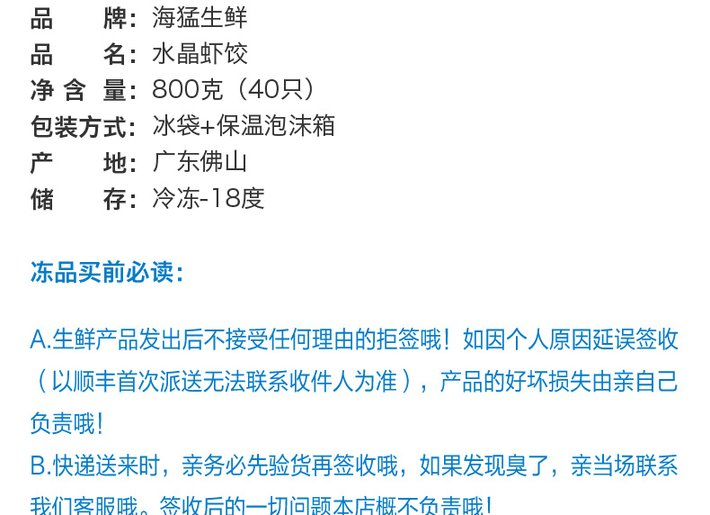 品　　牌：海猛生鲜
品　　名：水晶虾饺
净 含 量：800克（40只）
包装方式：冰袋+保温泡沫箱
产　　地：广东佛山
储　　存：冷冻-18度
冻品买前必读：
A.生鲜产品发出后不接受任何理由的拒签哦！如因个人原因延误签收
（以顺丰首次派送无法联系收件人为准），产品的好坏损失由亲自己
负责哦！
B.快递送来时，亲务必先验货再签收哦，如果发现臭了，亲当场联系
我们客服哦。签收后的一切问题本店概不负责哦！